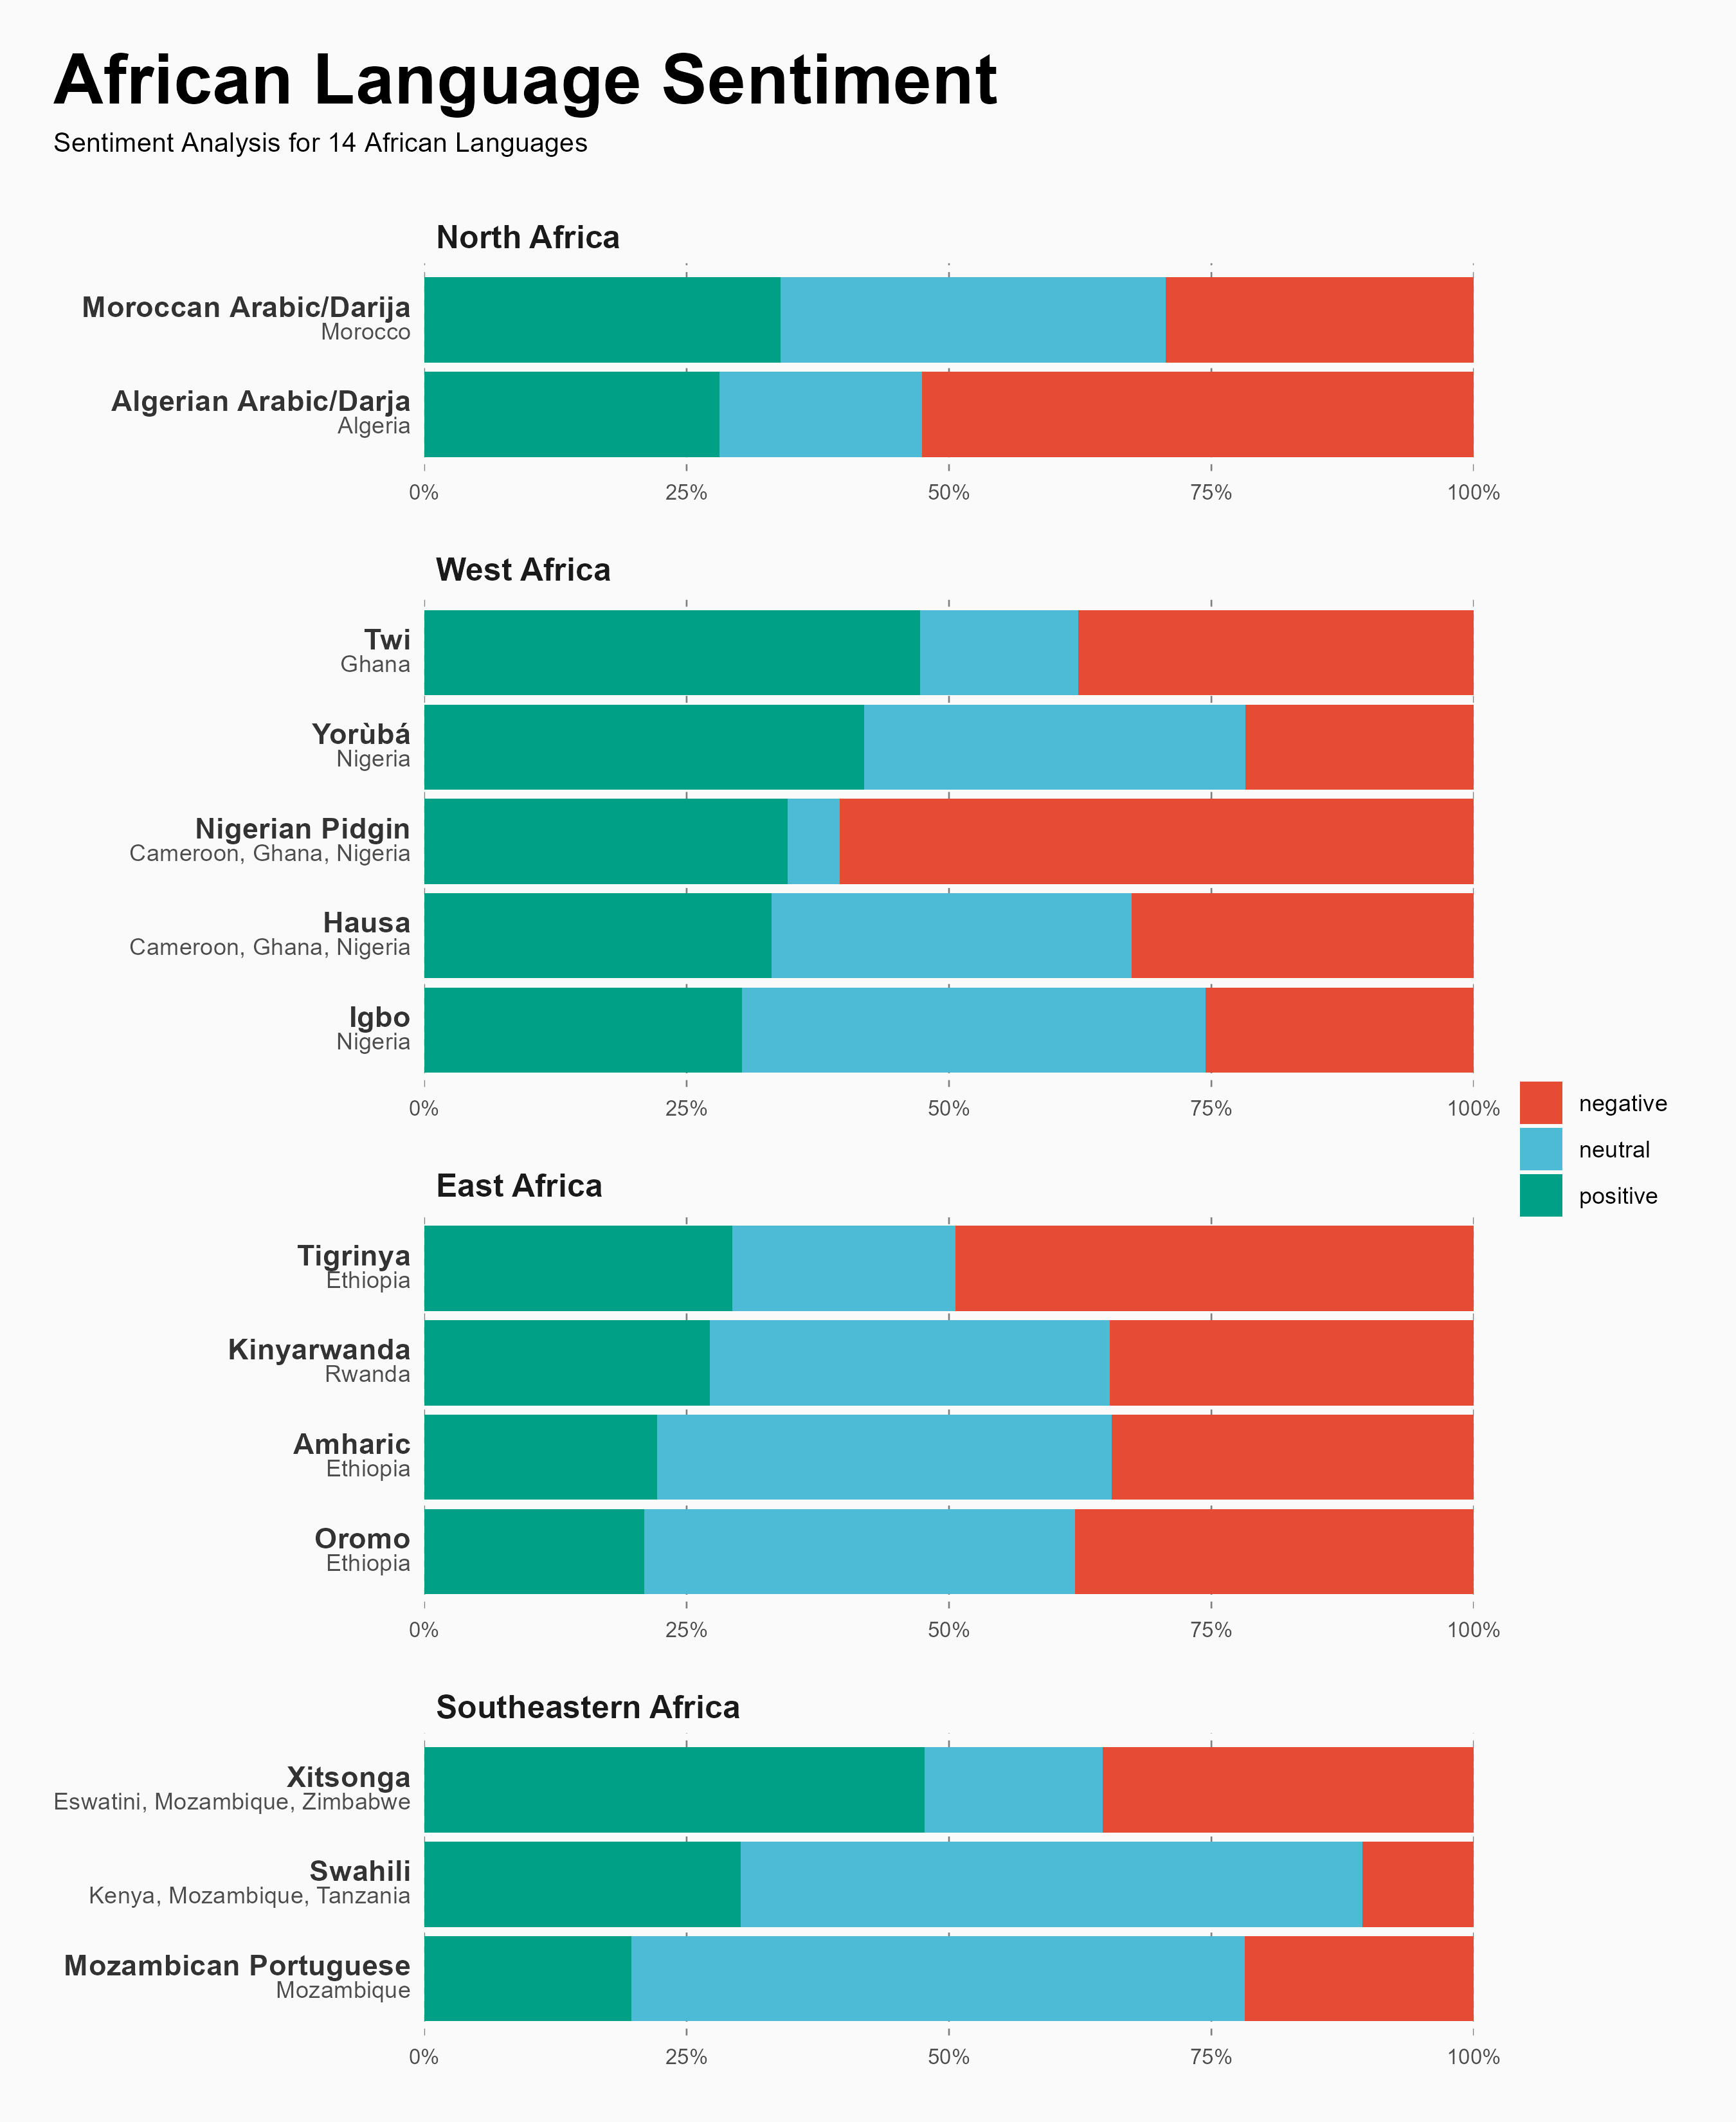 African Language Sentiment
Sentiment Analysis for 14 African Languages
North Africa
Moroccan Arabic/Darija
Morocco
Algerian Arabic/Darja
Algeria
0% 25% 50% 75% 100%
West Africa
Twi
Ghana
Yorùbá
Nigeria
Nigerian Pidgin
Cameroon, Ghana, Nigeria
Hausa
Cameroon, Ghana, Nigeria
Igbo
Nigeria
0% 25% 50% 75% 100%
negative
neutral
positive
East Africa
Tigrinya
Ethiopia
Kinyarwanda
Rwanda
Amharic
Ethiopia
Oromo
Ethiopia
0% 25% 50% 75% 100%
Southeastern Africa
Xitsonga
Eswatini, Mozambique, Zimbabwe
Swahili
Kenya, Mozambique, Tanzania
Mozambican Portuguese
Mozambique
0% 25% 50% 75% 100%